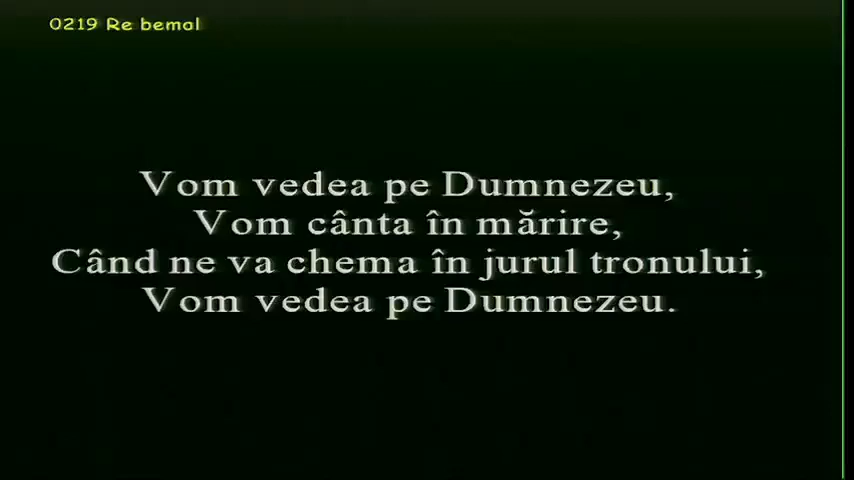 0219 Re bemol
Vom vedea pe Dumnezeu,
Vom cânta în mărire,
Când ne va chema în jurul tronului,
Vom vedea pe Dumnezeu.